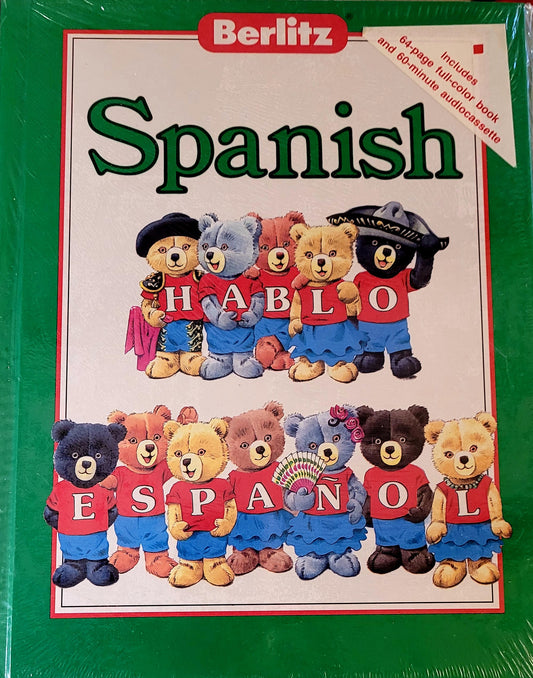 Berlitz®
Includes
64-page full-color book
and 60-minute audiocassette
Spanish
HABLO
ESPAÑOL